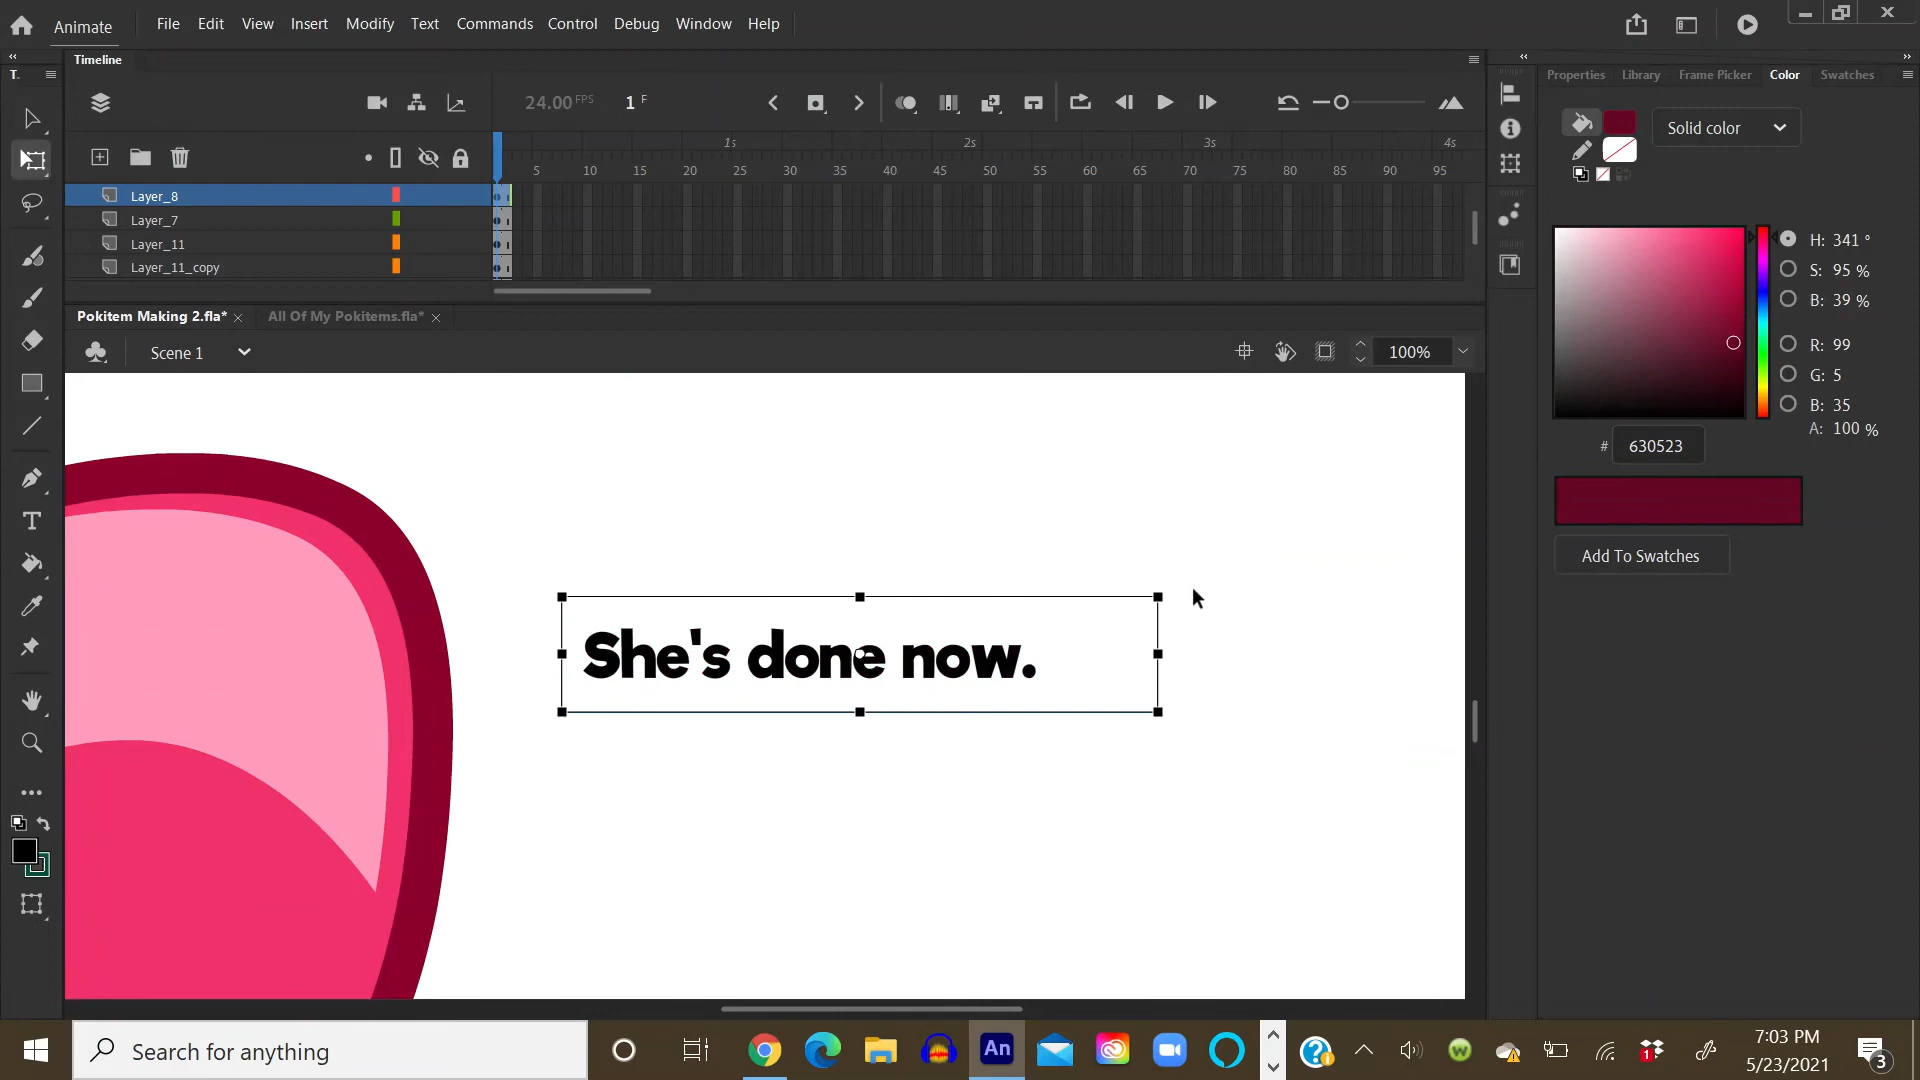 Animate File Edit View Insert Modify Text Commands Control Debug Window Help
Timeline
T.
24.00 FPS 1 F
1s 2s 3s 4s
5 10 15 20 25 30 35 40 45 50 55 60 65 70 75 80 85 90 95
Layer_8
Layer_7
Layer_11
Layer_11_copy
Pokitem Making 2.fla* All Of My Pokitems.fla*
Scene 1 100%
She's done now.
Properties Library Frame Picker Color Swatches
Solid color
H: 341 °
S: 95 %
B: 39 %
R: 99
G: 5
B: 35
A: 100 %
# 630523
Add To Swatches
Search for anything
An
W
1
7:03 PM
5/23/2021
3